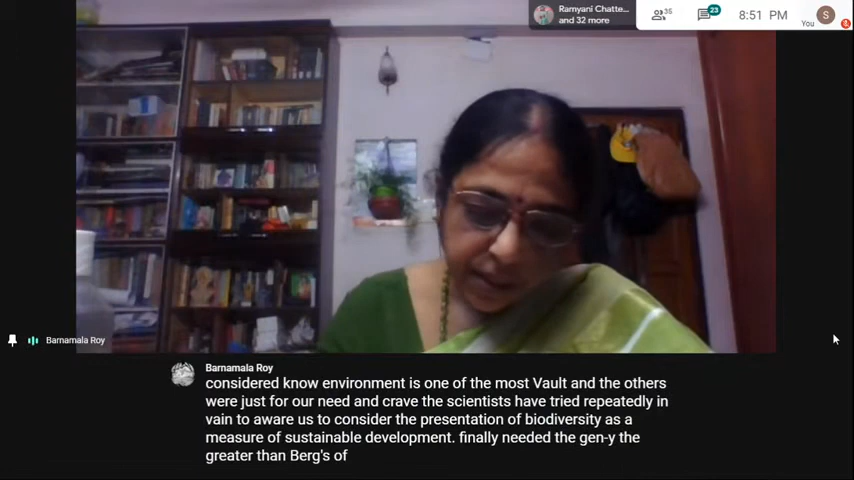 Ramyani Chatte...
and 32 more
35
23
8:51 PM
You
S
Barnamala Roy
Barnamala Roy
considered know environment is one of the most Vault and the others
were just for our need and crave the scientists have tried repeatedly in
vain to aware us to consider the presentation of biodiversity as a
measure of sustainable development. finally needed the gen-y the
greater than Berg's of